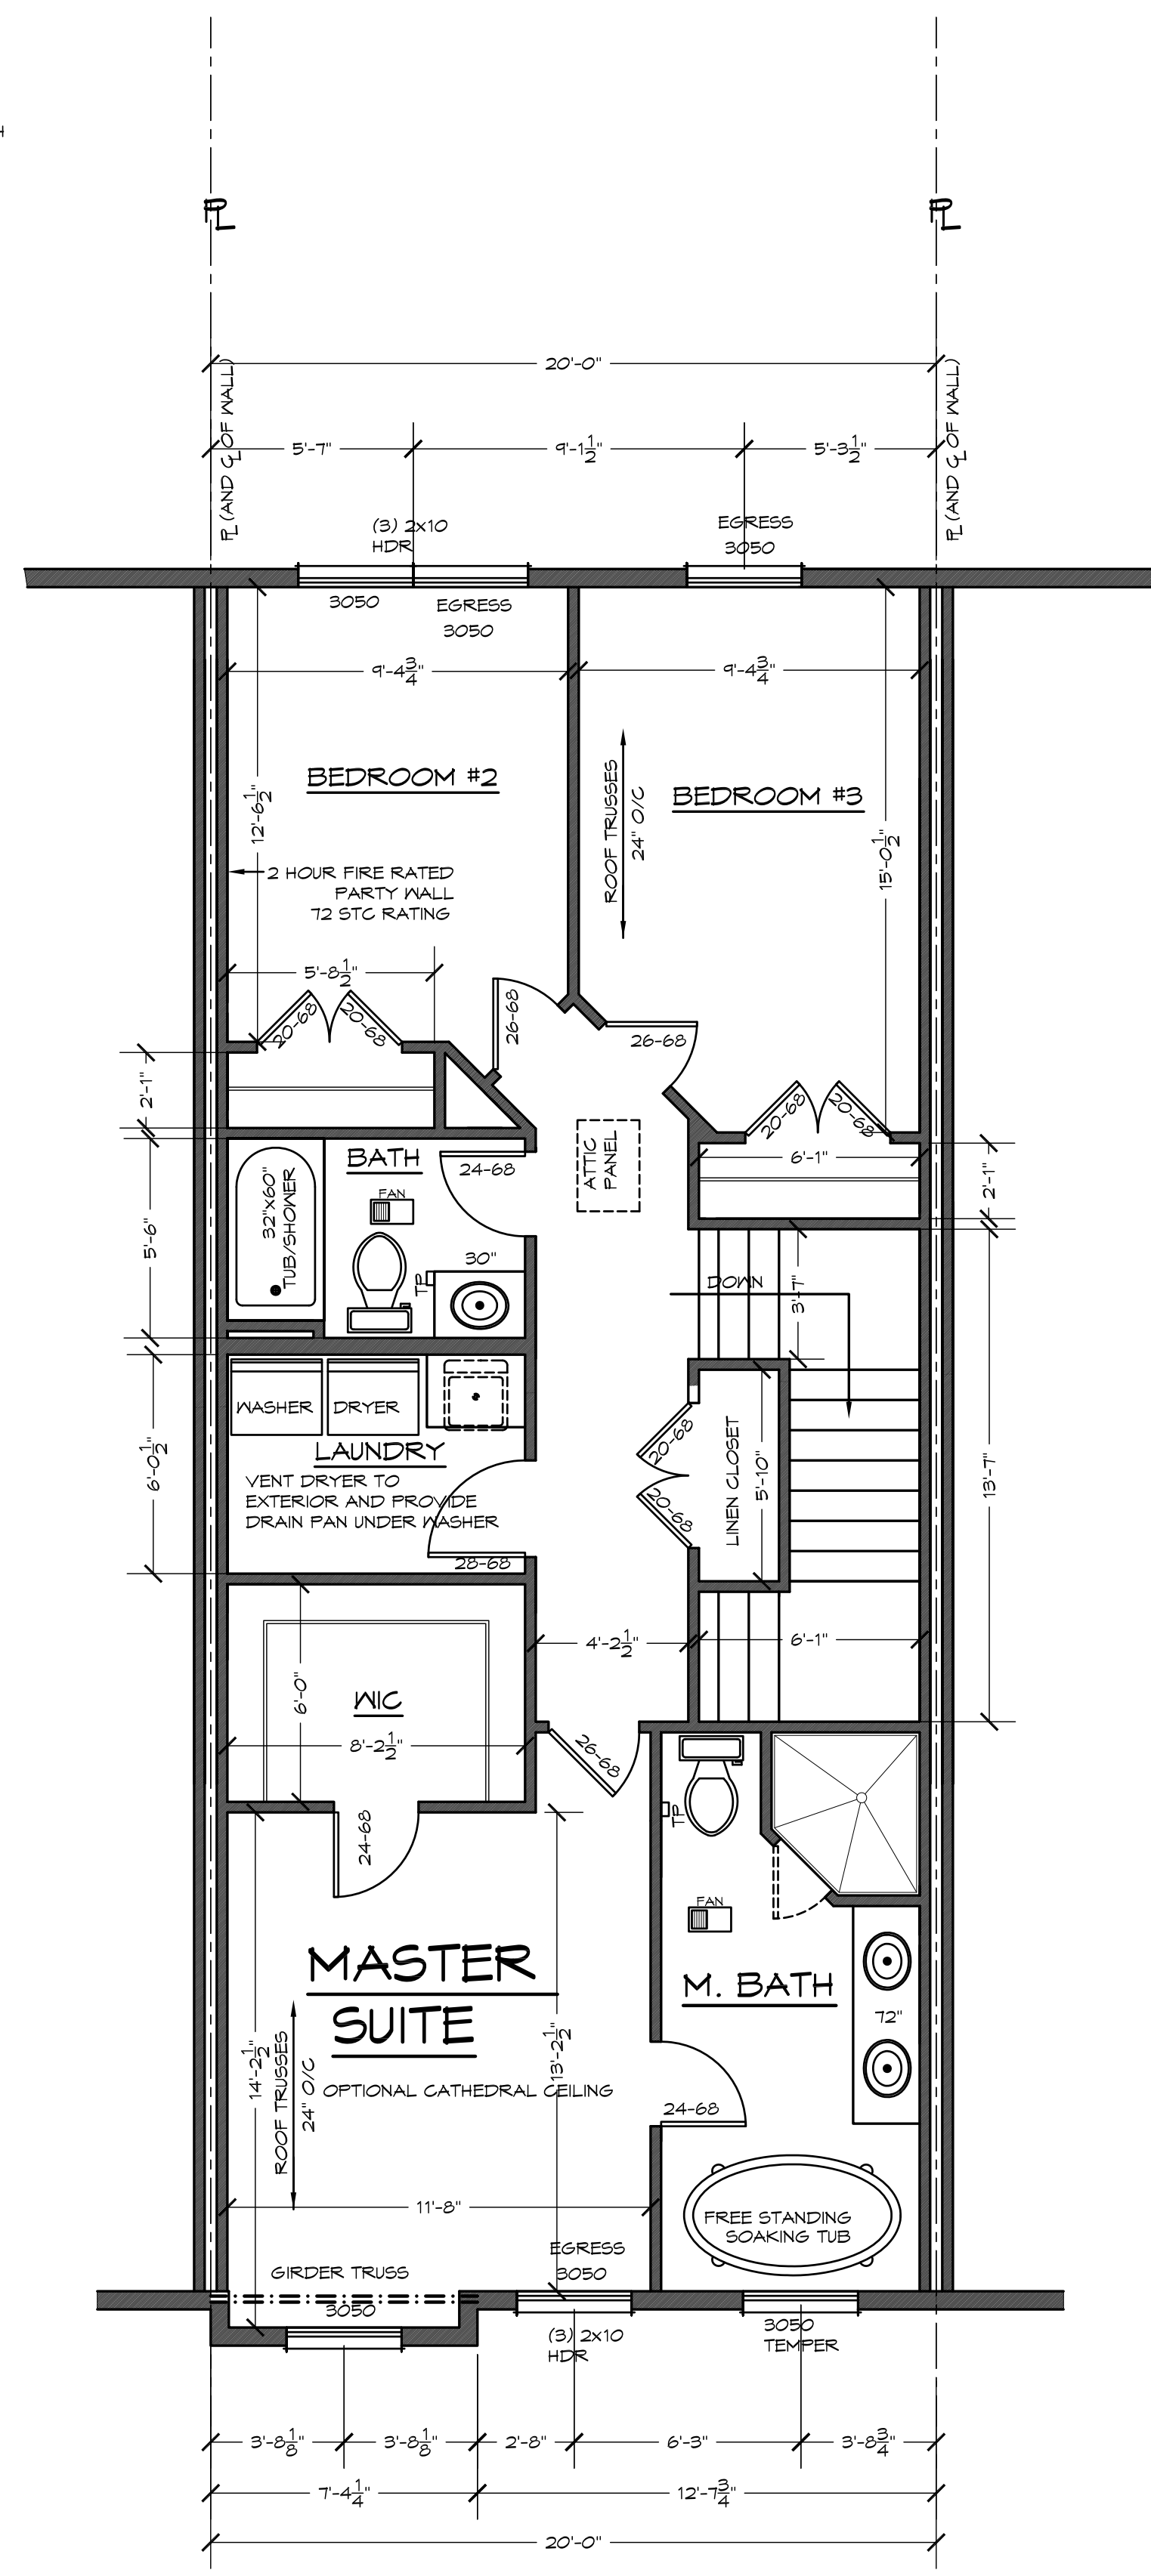 H
PL
PL
20'-0"
PL (AND CL OF WALL)
PL (AND CL OF WALL)
5'-7"
9'-1 1/2"
5'-3 1/2"
(3) 2x10
HDR
EGRESS
3050
3050
EGRESS
3050
9'-4 3/4"
9'-4 3/4"
BEDROOM #2
BEDROOM #3
12'-6 1/2"
ROOF TRUSSES
24" O/C
15'-0 1/2"
2 HOUR FIRE RATED
PARTY WALL
72 STC RATING
5'-8 1/2"
20-68
20-68
26-68
26-68
2'-1"
20-68
20-68
ATTIC
PANEL
BATH
24-68
6'-1"
2'-1"
FAN
32"x60"
TUB/SHOWER
5'-6"
30"
TP
DOWN
3'-7"
WASHER
DRYER
LAUNDRY
VENT DRYER TO
EXTERIOR AND PROVIDE
DRAIN PAN UNDER WASHER
6'-0 1/2"
28-68
20-68
20-68
LINEN CLOSET
5'-10"
13'-7"
4'-2 1/2"
6'-1"
6'-0"
WIC
8'-2 1/2"
26-68
24-68
TP
FAN
MASTER
SUITE
M. BATH
72"
14'-2 1/2"
ROOF TRUSSES
24" O/C
13'-2 1/2"
OPTIONAL CATHEDRAL CEILING
24-68
11'-8"
FREE STANDING
SOAKING TUB
EGRESS
3050
GIRDER TRUSS
3050
(3) 2x10
HDR
3050
TEMPER
3'-8 1/8"
3'-8 1/8"
2'-8"
6'-3"
3'-8 3/4"
7'-4 1/4"
12'-7 3/4"
20'-0"